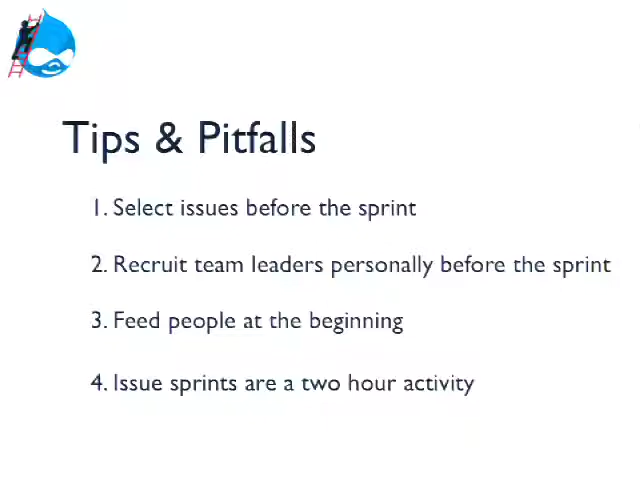 Tips & Pitfalls
1. Select issues before the sprint
2. Recruit team leaders personally before the sprint
3. Feed people at the beginning
4. Issue sprints are a two hour activity